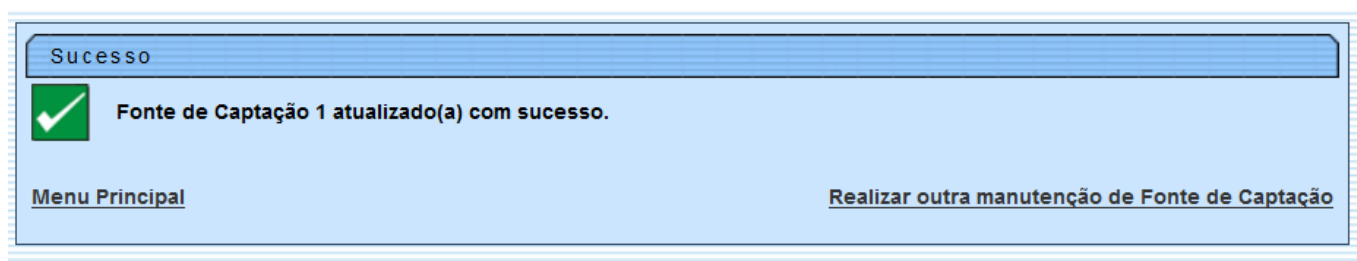 Sucesso
Fonte de Captação 1 atualizado(a) com sucesso.
Menu Principal
Realizar outra manutenção de Fonte de Captação